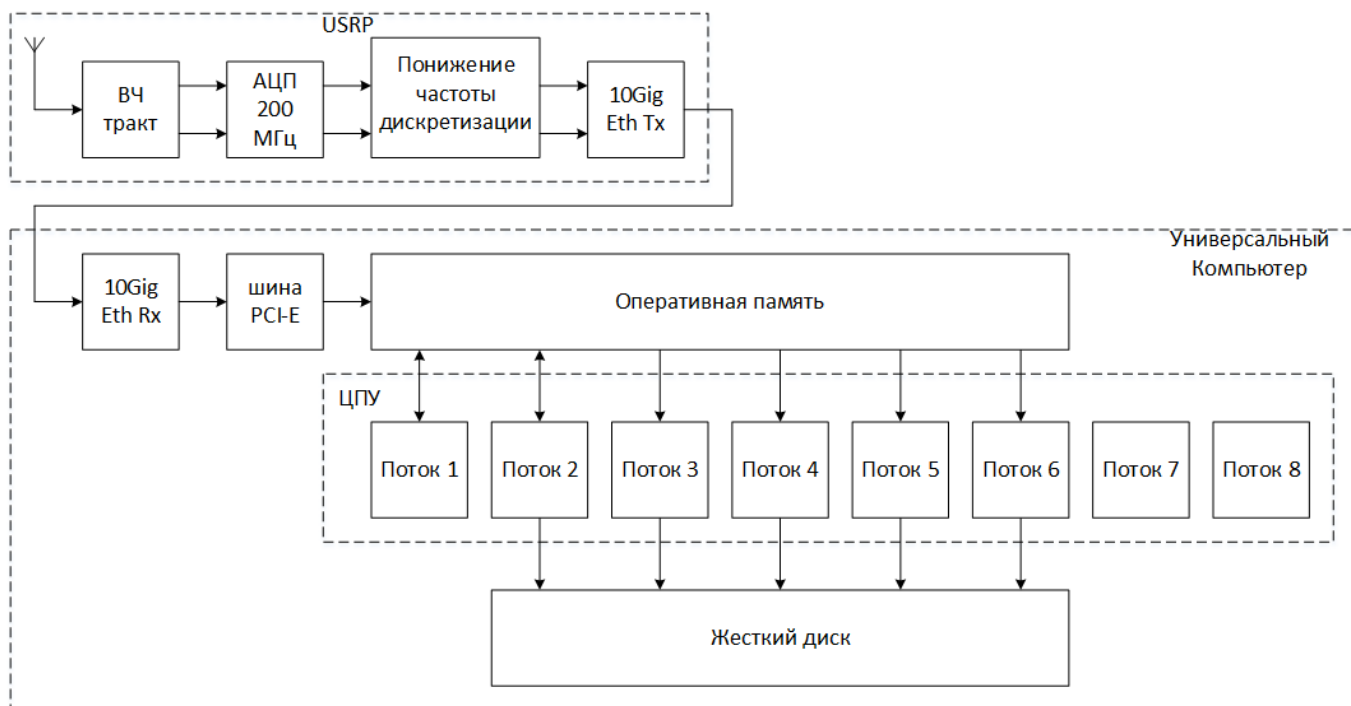 USRP
ВЧ
тракт
АЦП
200
МГц
Понижение
частоты
дискретизации
10Gig
Eth Tx
Универсальный
Компьютер
10Gig
Eth Rx
шина
PCI-E
Оперативная память
ЦПУ
Поток 1
Поток 2
Поток 3
Поток 4
Поток 5
Поток 6
Поток 7
Поток 8
Жесткий диск